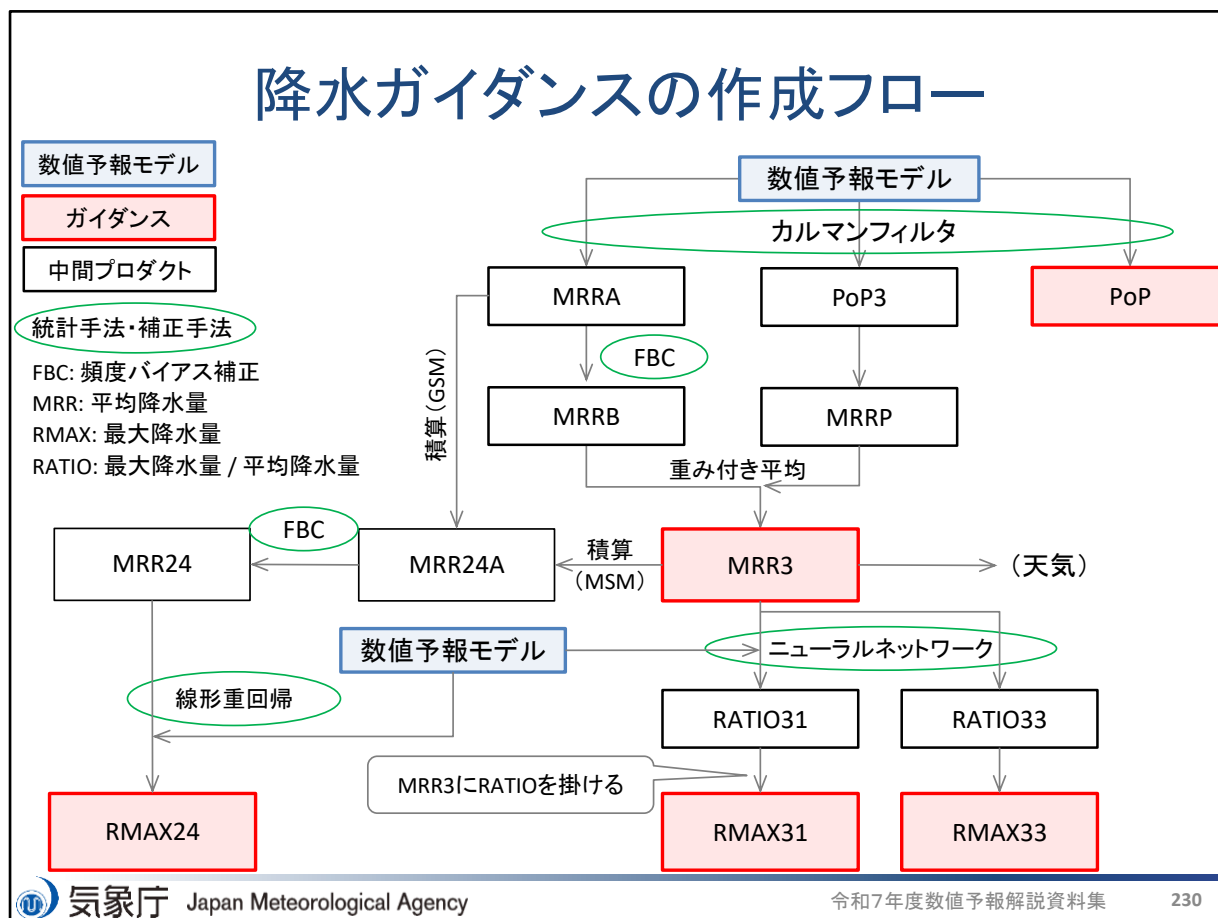 降水ガイダンスの作成フロー
数値予報モデル
ガイダンス
中間プロダクト
統計手法・補正手法
FBC: 頻度バイアス補正
MRR: 平均降水量
RMAX: 最大降水量
RATIO: 最大降水量 / 平均降水量
数値予報モデル
カルマンフィルタ
MRRA
PoP3
PoP
FBC
積算(GSM)
MRRB
MRRP
重み付き平均
MRR24
FBC
MRR24A
積算
(MSM)
MRR3
(天気)
数値予報モデル
ニューラルネットワーク
線形重回帰
RATIO31
RATIO33
MRR3にRATIOを掛ける
RMAX24
RMAX31
RMAX33
気象庁 Japan Meteorological Agency
令和7年度数値予報解説資料集 230